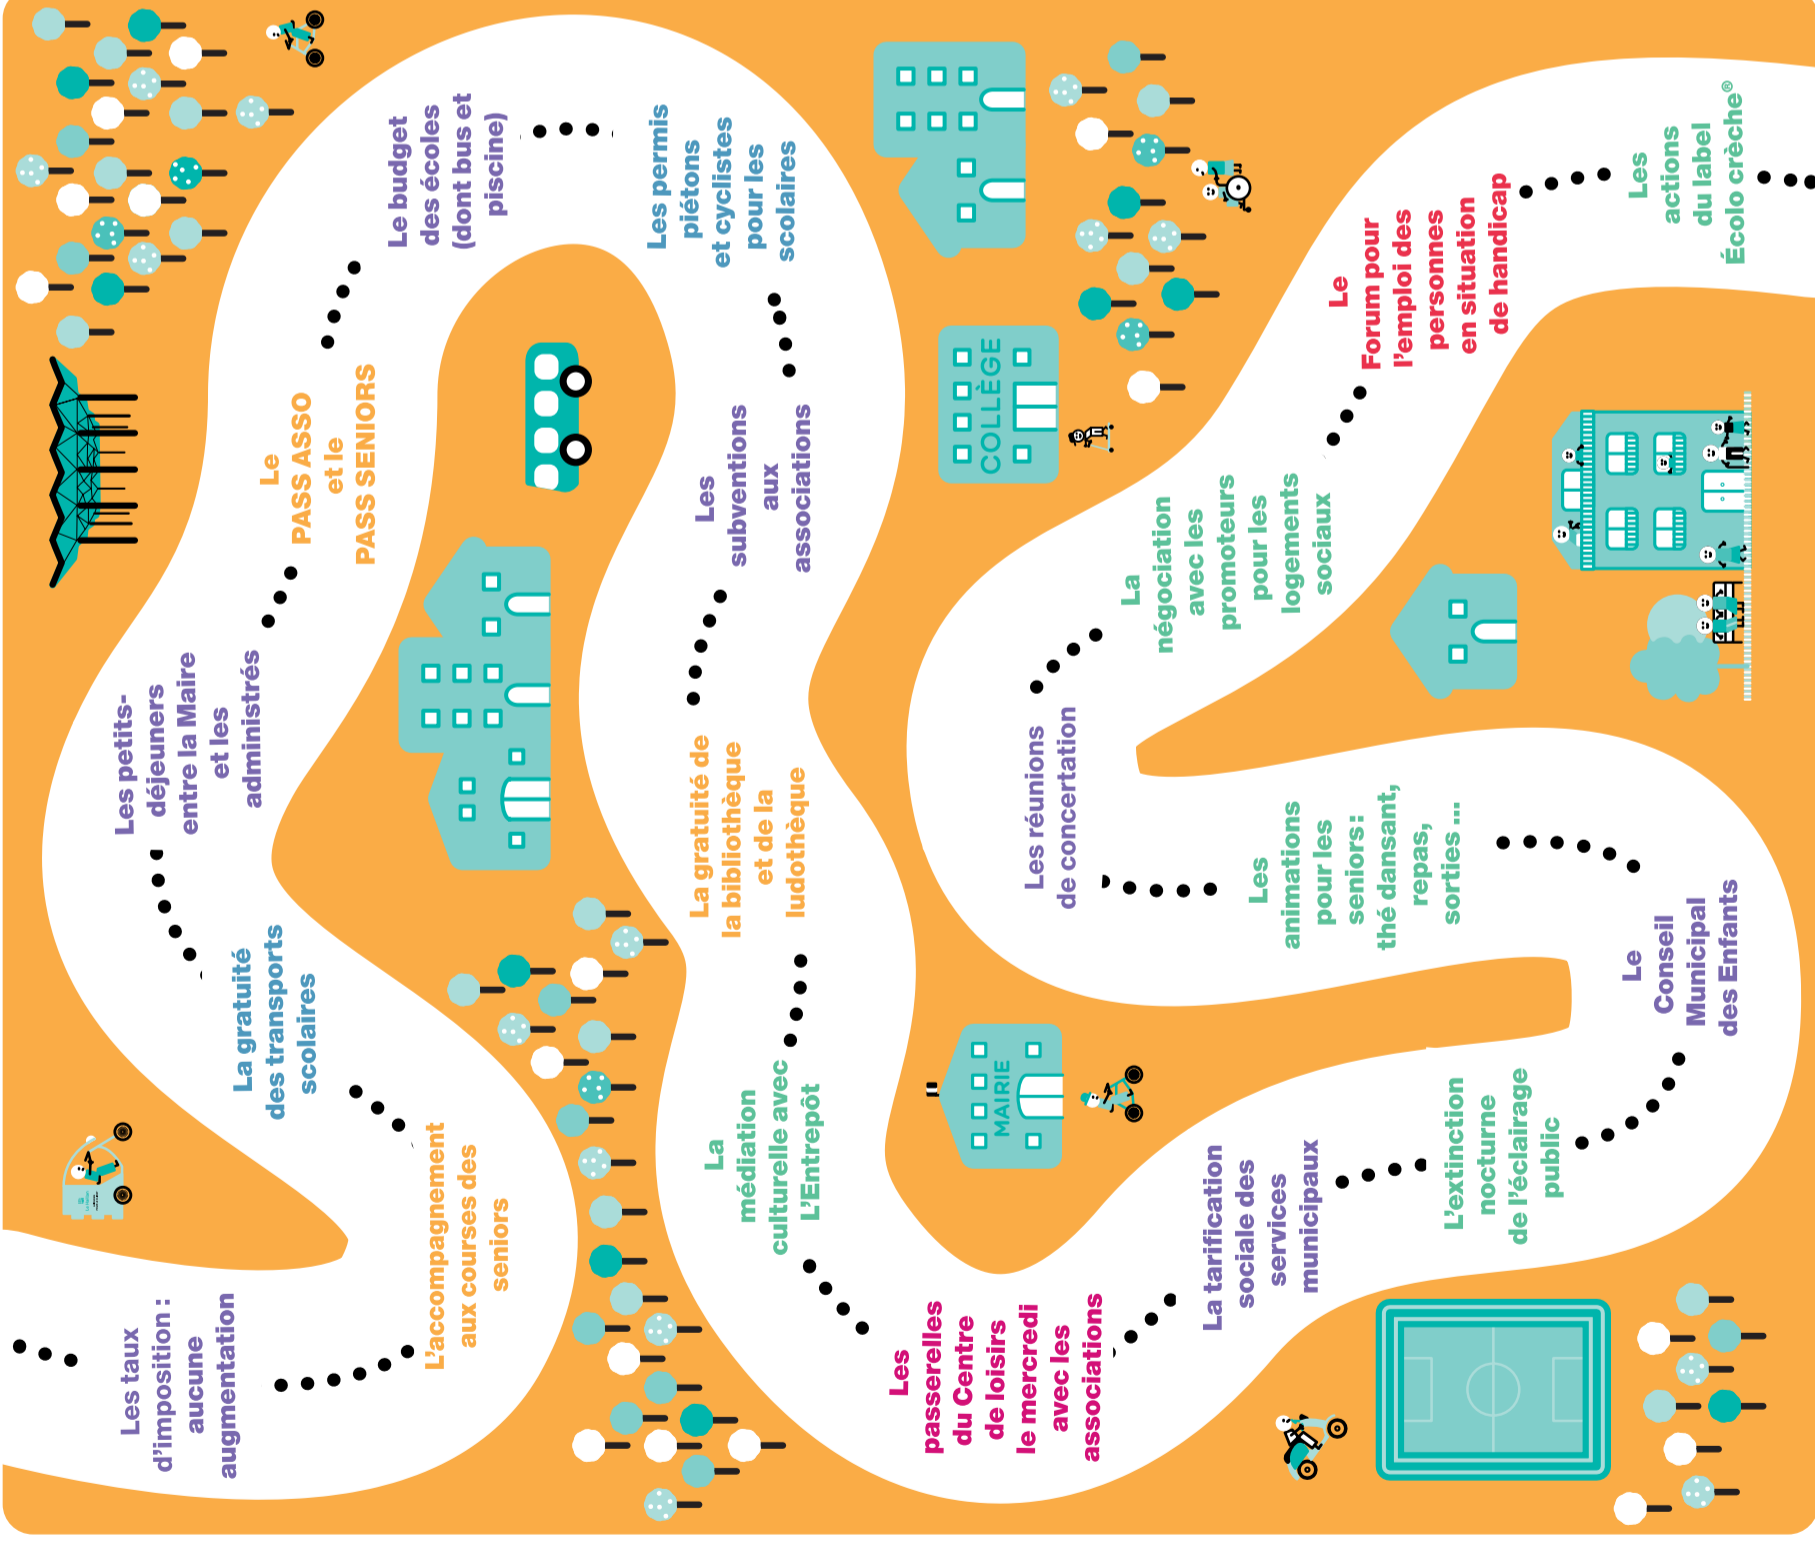 Les taux
d'imposition :
aucune
augmentation
L'accompagnement
aux courses des
seniors
La gratuité
des transports
scolaires
Les petits-
déjeuners
entre la Maire
et les
administrés
Le
PASS ASSO
et le
PASS SENIORS
Le budget
des écoles
(dont bus et
piscine)
Les permis
piétons
et cyclistes
pour les
scolaires
Les
subventions
aux
associations
La gratuité de
la bibliothèque
et de la
ludothèque
La
médiation
culturelle avec
L'Entrepôt
Les
passerelles
du Centre
de loisirs
le mercredi
avec les
associations
La tarification
sociale des
services
municipaux
L'extinction
nocturne
de l'éclairage
public
Le
Conseil
Municipal
des Enfants
Les
animations
pour les
seniors :
thé dansant,
repas,
sorties ...
Les réunions
de concertation
La
négociation
avec les
promoteurs
pour les
logements
sociaux
Le
Forum pour
l'emploi des
personnes
en situation
de handicap
Les
actions
du label
Écolo crèche®
COLLÈGE
MAIRIE